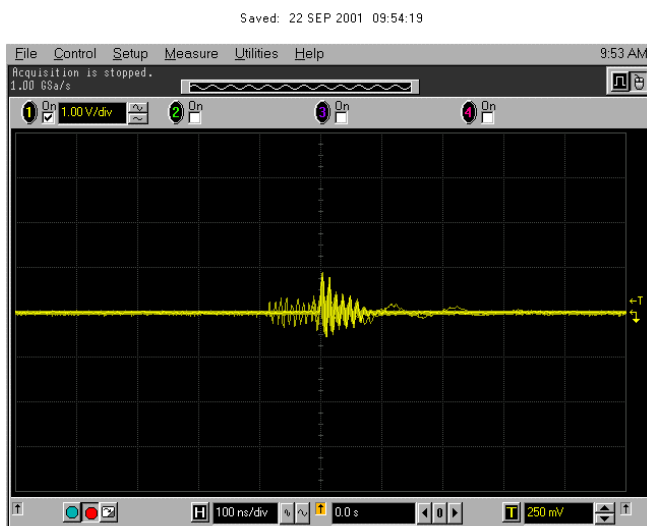 Saved: 22 SEP 2001 09:54:19
File Control Setup Measure Utilities Help 9:53 AM
Acquisition is stopped.
1.00 GSa/s
1 On 1.00 V/div 2 On 3 On 4 On
T
H 100 ns/div 0.0 s 0 T 250 mV